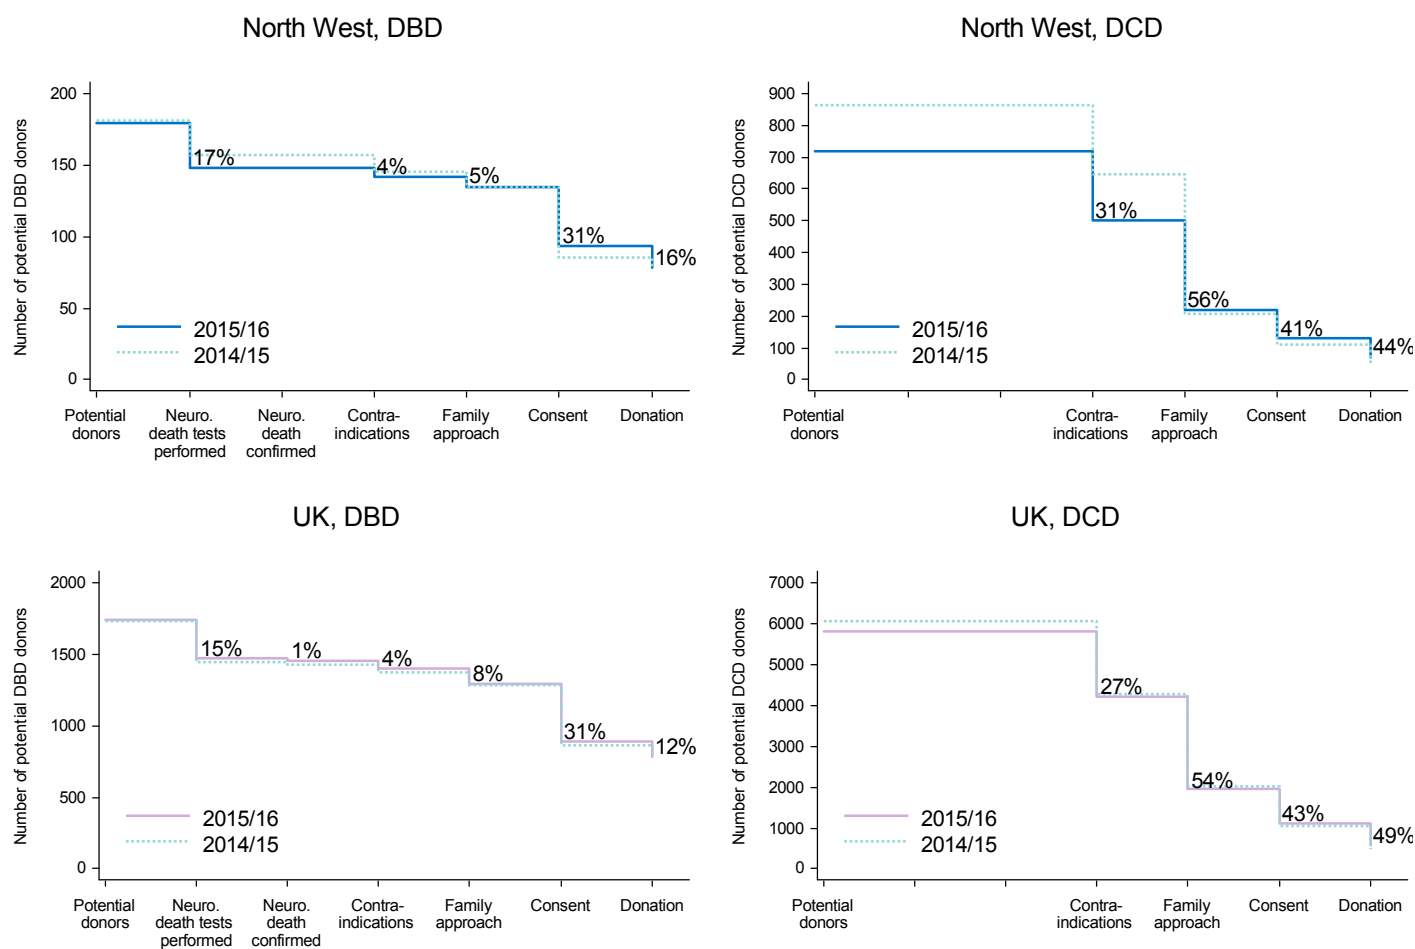 North West, DBD
Number of potential DBD donors
200
150
100
50
0
17%
4%
5%
31%
16%
2015/16
2014/15
Potential
donors
Neuro.
death tests
performed
Neuro.
death
confirmed
Contra-
indications
Family
approach
Consent
Donation
North West, DCD
Number of potential DCD donors
900
800
700
600
500
400
300
200
100
0
31%
56%
41%
44%
2015/16
2014/15
Potential
donors
Contra-
indications
Family
approach
Consent
Donation
UK, DBD
Number of potential DBD donors
2000
1500
1000
500
0
15%
1%
4%
8%
31%
12%
2015/16
2014/15
Potential
donors
Neuro.
death tests
performed
Neuro.
death
confirmed
Contra-
indications
Family
approach
Consent
Donation
UK, DCD
Number of potential DCD donors
7000
6000
5000
4000
3000
2000
1000
0
27%
54%
43%
49%
2015/16
2014/15
Potential
donors
Contra-
indications
Family
approach
Consent
Donation